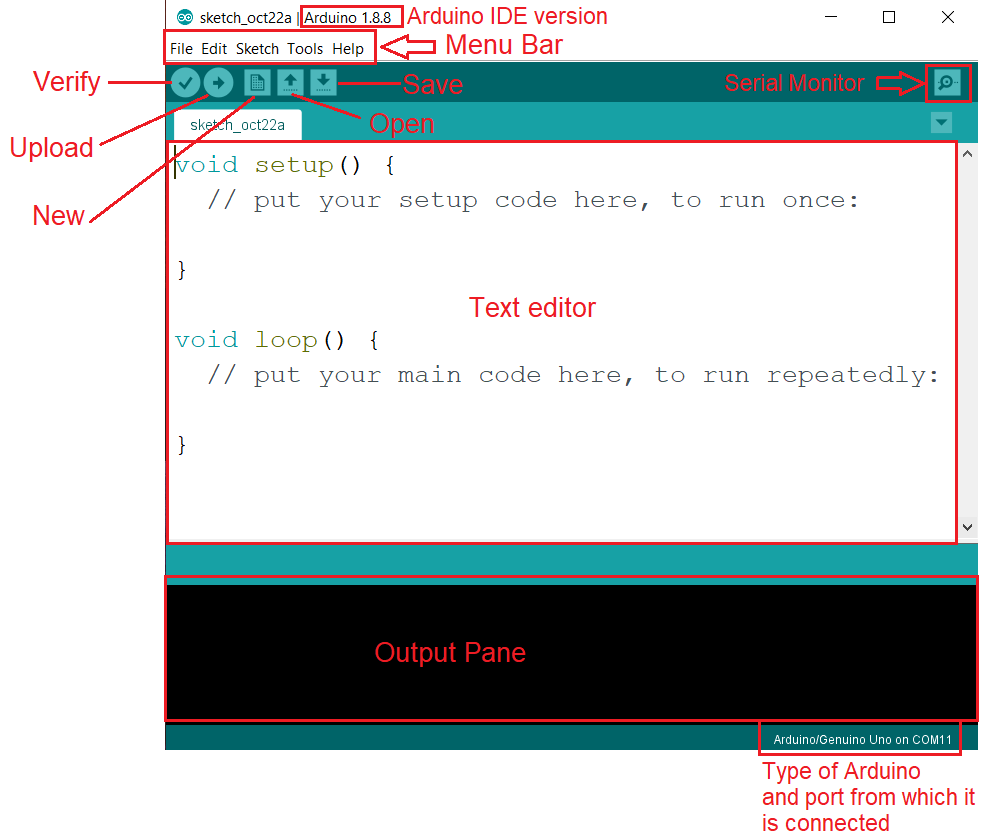 sketch_oct22a | Arduino 1.8.8
Arduino IDE version
File Edit Sketch Tools Help
Menu Bar
Verify
Save
Serial Monitor
Upload
sketch_oct22a
Open
New
void setup() {
// put your setup code here, to run once:
}
Text editor
void loop() {
// put your main code here, to run repeatedly:
}
Output Pane
Arduino/Genuino Uno on COM11
Type of Arduino
and port from which it
is connected